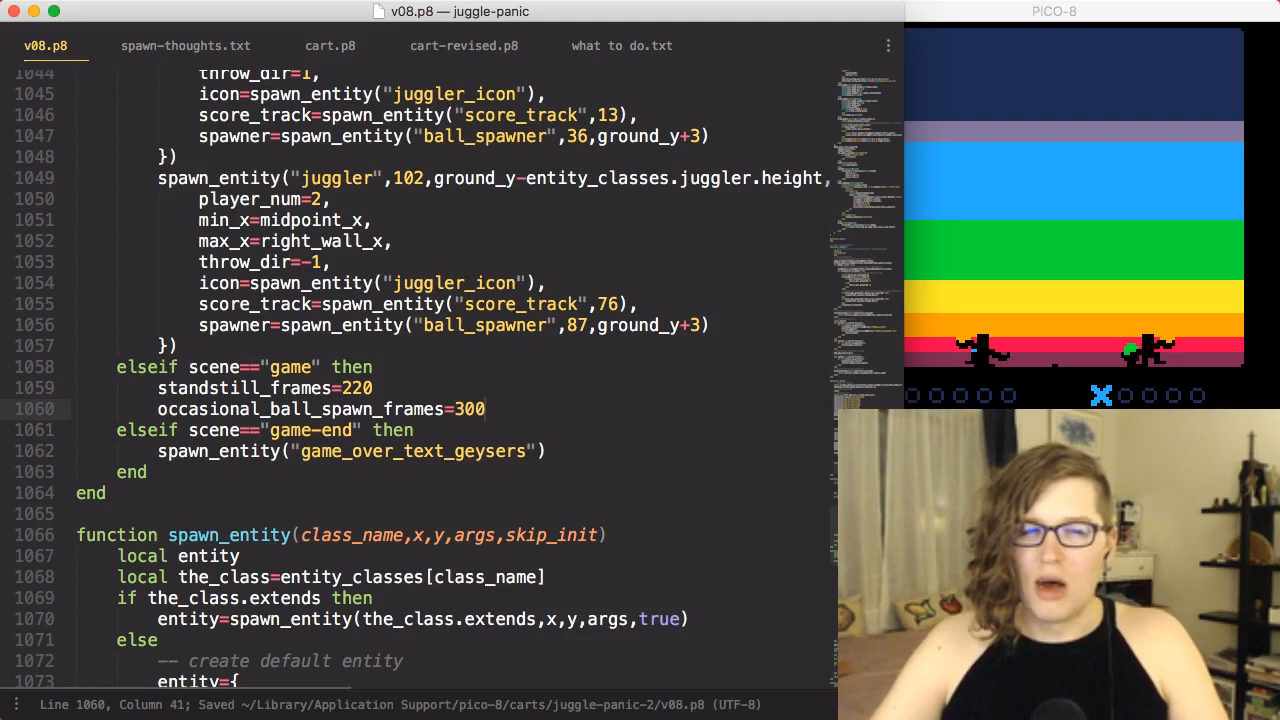 v08.p8 — juggle-panic
PICO-8
v08.p8 spawn-thoughts.txt cart.p8 cart-revised.p8 what to do.txt
1044 throw_dir=1,
1045 icon=spawn_entity("juggler_icon"),
1046 score_track=spawn_entity("score_track",13),
1047 spawner=spawn_entity("ball_spawner",36,ground_y+3)
1048 })
1049 spawn_entity("juggler",102,ground_y-entity_classes.juggler.height,
1050 player_num=2,
1051 min_x=midpoint_x,
1052 max_x=right_wall_x,
1053 throw_dir=-1,
1054 icon=spawn_entity("juggler_icon"),
1055 score_track=spawn_entity("score_track",76),
1056 spawner=spawn_entity("ball_spawner",87,ground_y+3)
1057 })
1058 elseif scene=="game" then
1059 standstill_frames=220
1060 occasional_ball_spawn_frames=300
1061 elseif scene=="game-end" then
1062 spawn_entity("game_over_text_geysers")
1063 end
1064 end
1065
1066 function spawn_entity(class_name,x,y,args,skip_init)
1067 local entity
1068 local the_class=entity_classes[class_name]
1069 if the_class.extends then
1070 entity=spawn_entity(the_class.extends,x,y,args,true)
1071 else
1072 -- create default entity
1073 entity={
Line 1060, Column 41; Saved ~/Library/Application Support/pico-8/carts/juggle-panic-2/v08.p8 (UTF-8)